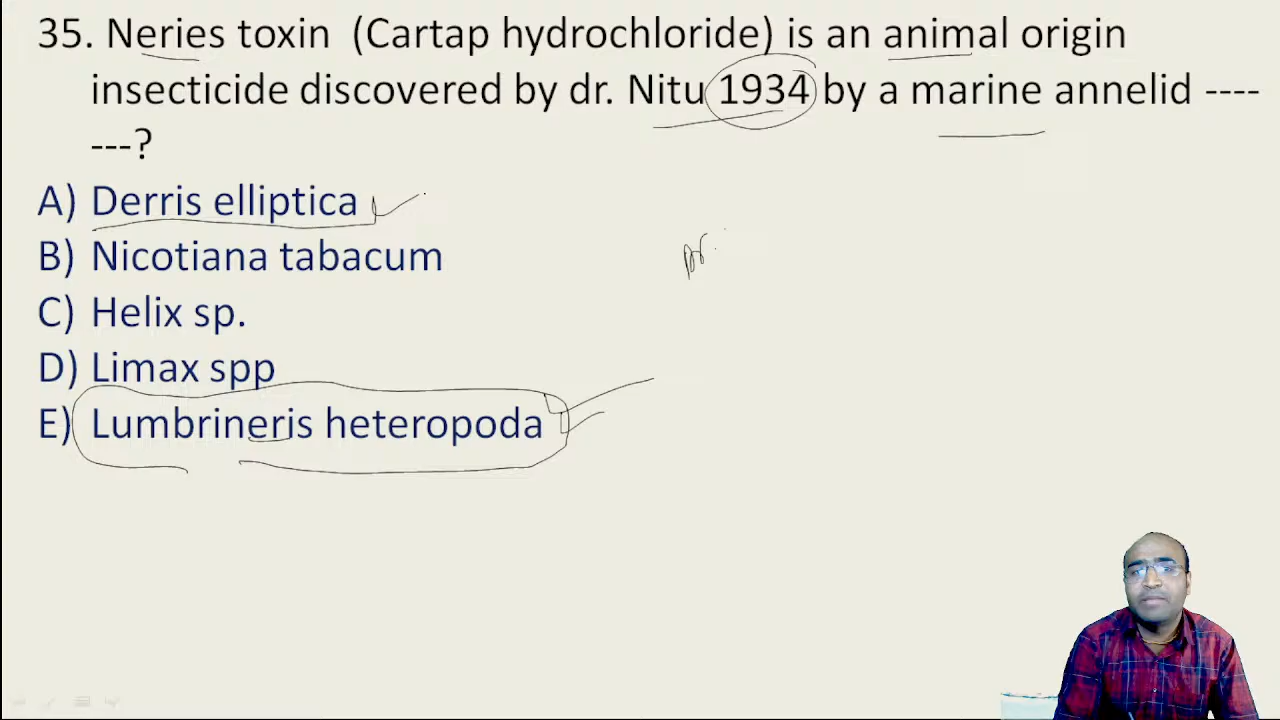 35. Neries toxin (Cartap hydrochloride) is an animal origin
insecticide discovered by dr. Nitu 1934 by a marine annelid ----
---?
A) Derris elliptica
B) Nicotiana tabacum
C) Helix sp.
D) Limax spp
E) Lumbrineris heteropoda